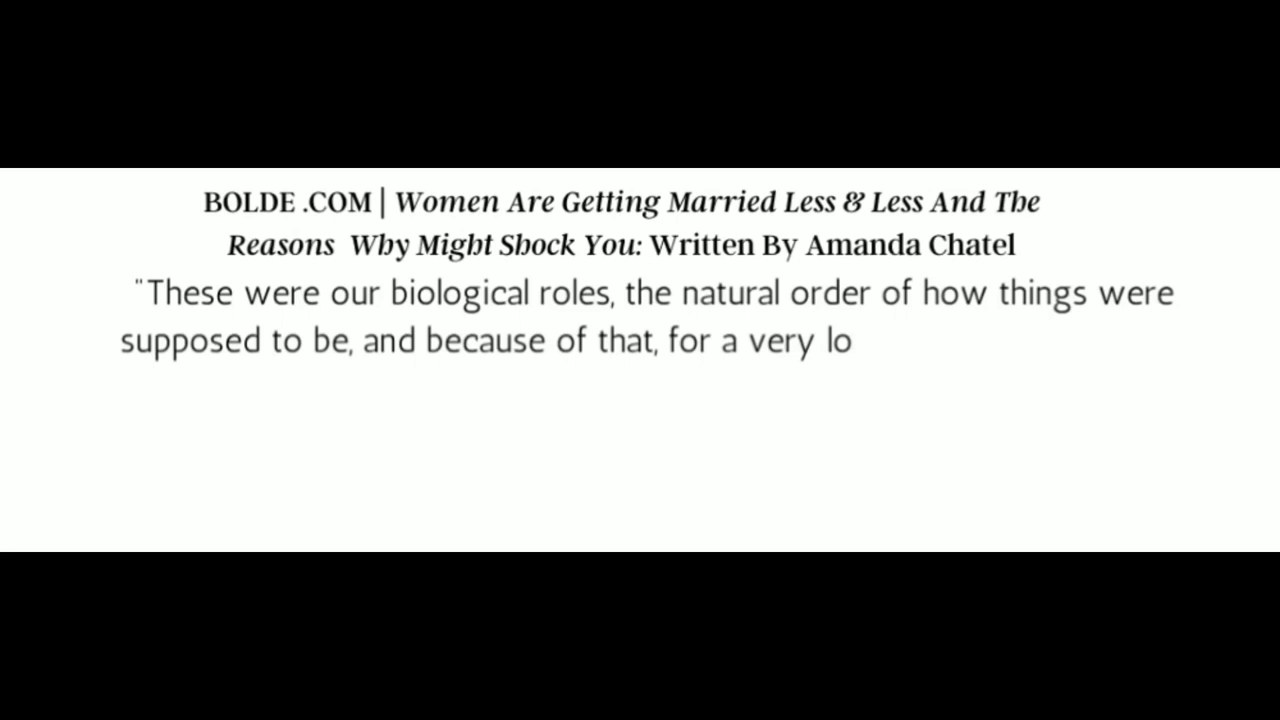 BOLDE .COM | Women Are Getting Married Less & Less And The
Reasons Why Might Shock You: Written By Amanda Chatel
"These were our biological roles, the natural order of how things were
supposed to be, and because of that, for a very lo